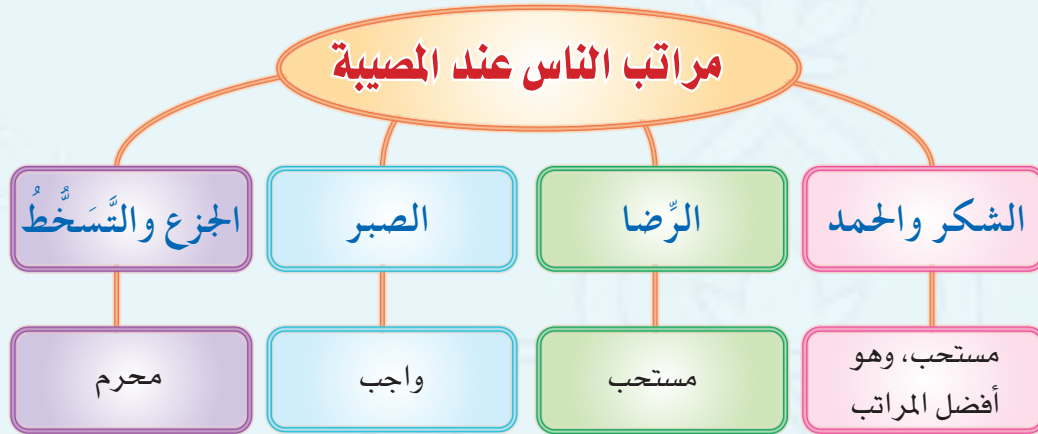 مراتب الناس عند المصيبة
الشكر والحمد
الرِّضا
الصبر
الجزع والتَّسَخُّطُ
مستحب، وهو
أفضل المراتب
مستحب
واجب
محرم